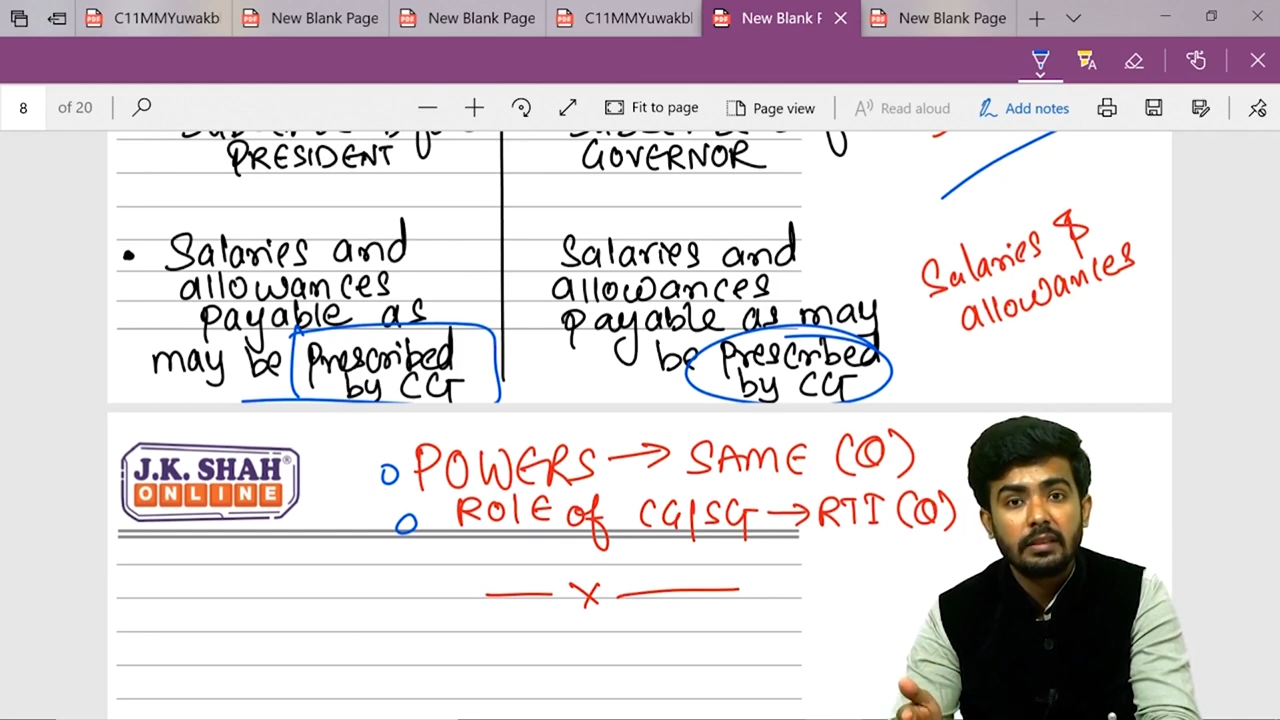 C11MMYuwakb
New Blank Page
New Blank Page
C11MMYuwakbl
New Blank F
New Blank Page
8 of 20
Fit to page
Page view
Read aloud
Add notes
PRESIDENT
GOVERNOR
• Salaries and
allowances
payable as
may be Prescribed
by CG
Salaries and
allowances
payable as may
be Prescribed
by CG
Salaries &
allowances
J.K. SHAH®
ONLINE
POWERS → SAME (Q)
ROLE of CG/SG → RTI (Q)
— X —